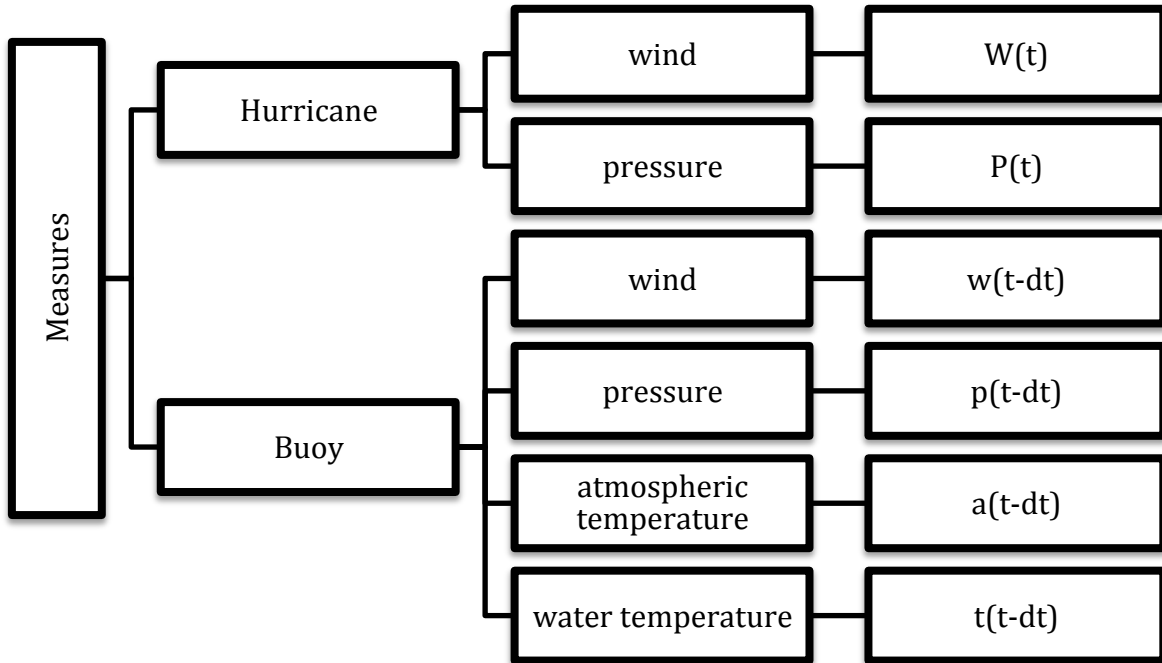 Measures
Hurricane
wind
W(t)
pressure
P(t)
Buoy
wind
w(t-dt)
pressure
p(t-dt)
atmospheric
temperature
a(t-dt)
water temperature
t(t-dt)